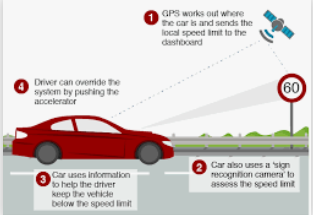 1
GPS works out where
the car is and sends the
local speed limit to the
dashboard
4
Driver can override the
system by pushing the
accelerator
60
3
Car uses information
to help the driver
keep the vehicle
below the speed limit
2
Car also uses a ‘sign
recognition camera’ to
assess the speed limit